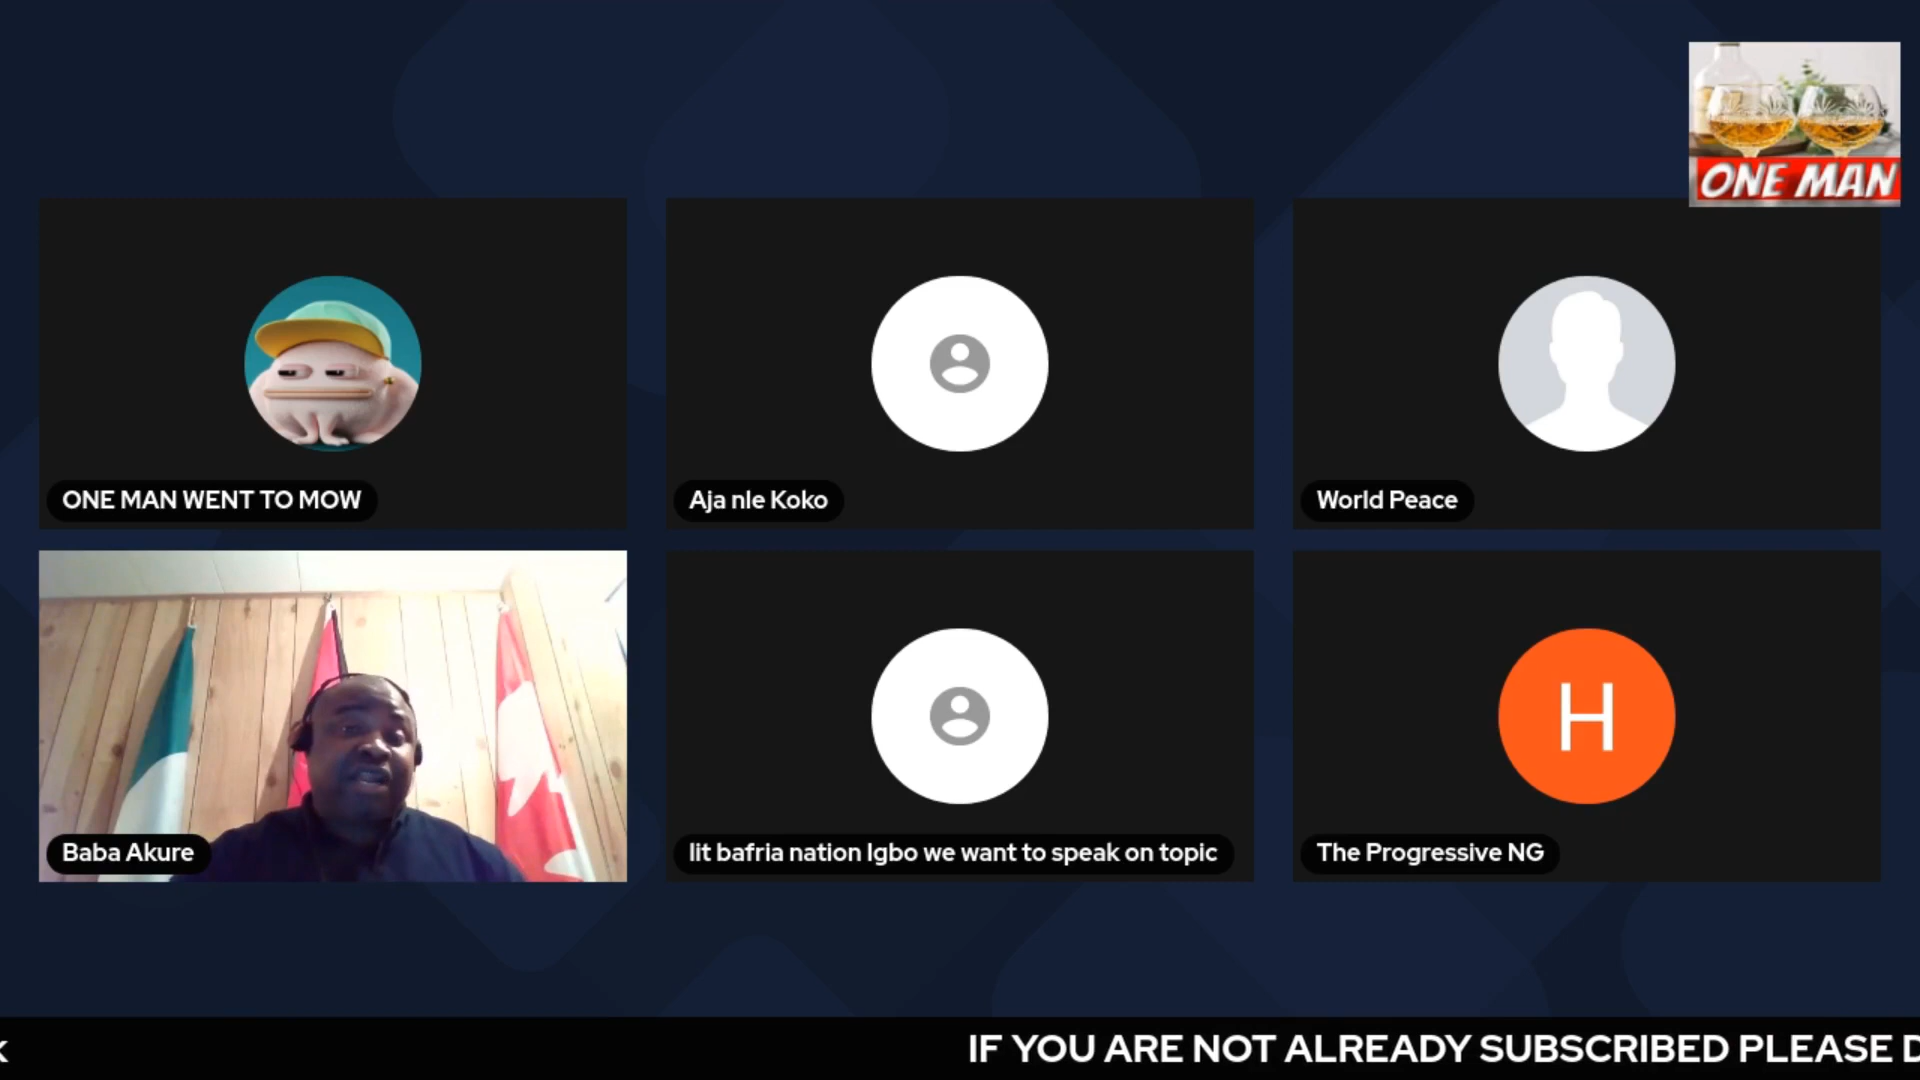 ONE MAN
ONE MAN WENT TO MOW
Aja nle Koko
World Peace
Baba Akure
lit bafria nation Igbo we want to speak on topic
H
The Progressive NG
IF YOU ARE NOT ALREADY SUBSCRIBED PLEASE